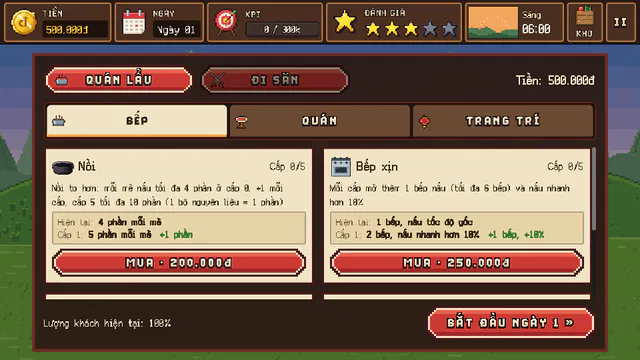 TIỀN
500.000đ
NGÀY
Ngày 01
KPI
0 / 300k
ĐÁNH GIÁ
Sáng
06:00
KHO
QUÁN LẨU
ĐI SĂN
Tiền: 500.000đ
BẾP
QUÁN
TRANG TRÍ
Nồi
Cấp 0/5
Nồi to hơn: mỗi mẻ nấu tối đa 4 phần ở cấp 0, +1 mỗi
cấp, cấp 5 tối đa 10 phần (1 bộ nguyên liệu = 1 phần)
Hiện tại: 4 phần mỗi mẻ
Cấp 1: 5 phần mỗi mẻ +1 phần
MUA · 200.000đ
Bếp xịn
Cấp 0/5
Mỗi cấp mở thêm 1 bếp nấu (tối đa 6 bếp) và nấu nhanh
hơn 10%
Hiện tại: 1 bếp, nấu tốc độ gốc
Cấp 1: 2 bếp, nấu nhanh hơn 10% +1 bếp, +10%
MUA · 250.000đ
Lượng khách hiện tại: 100%
BẮT ĐẦU NGÀY 1 »